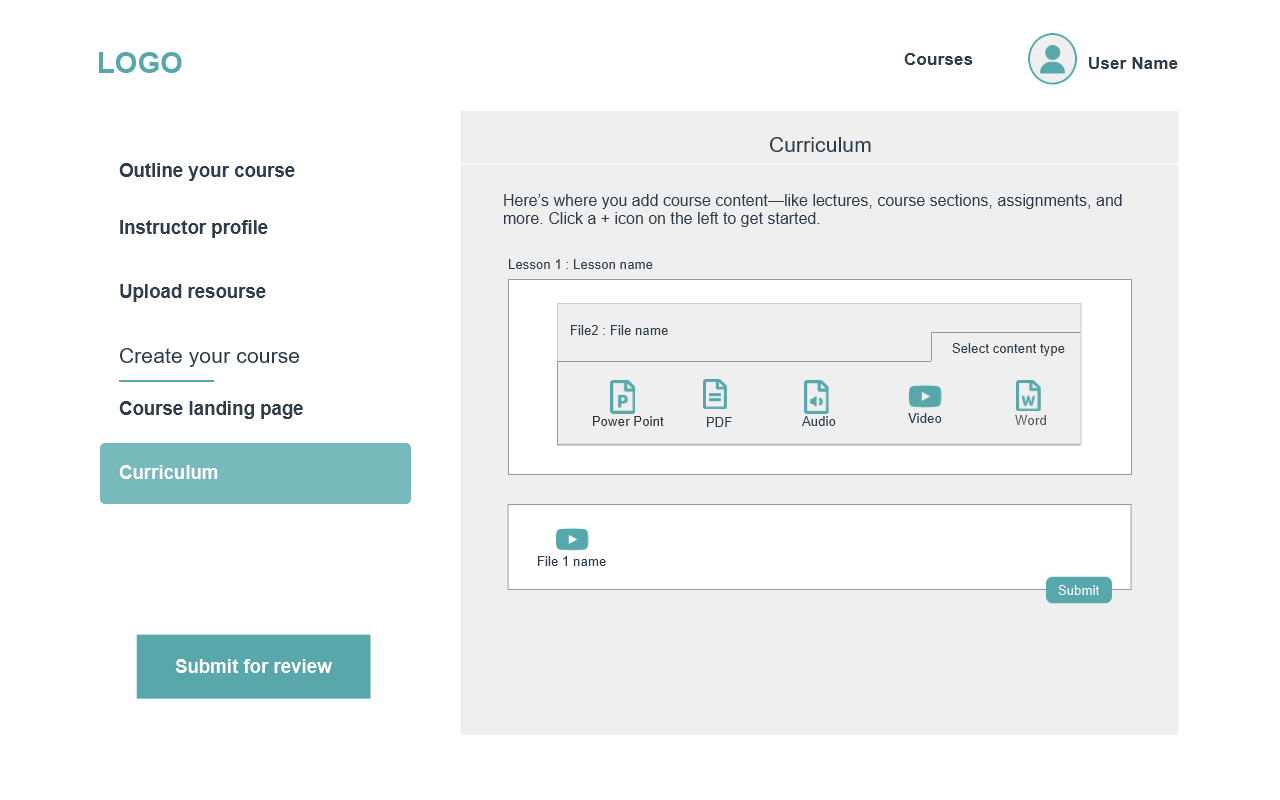 LOGO
Courses
User Name
Outline your course
Instructor profile
Upload resourse
Create your course
Course landing page
Curriculum
Submit for review
Curriculum
Here’s where you add course content—like lectures, course sections, assignments, and
more. Click a + icon on the left to get started.
Lesson 1 : Lesson name
File2 : File name
Select content type
P
W
Power Point
PDF
Audio
Video
Word
File 1 name
Submit